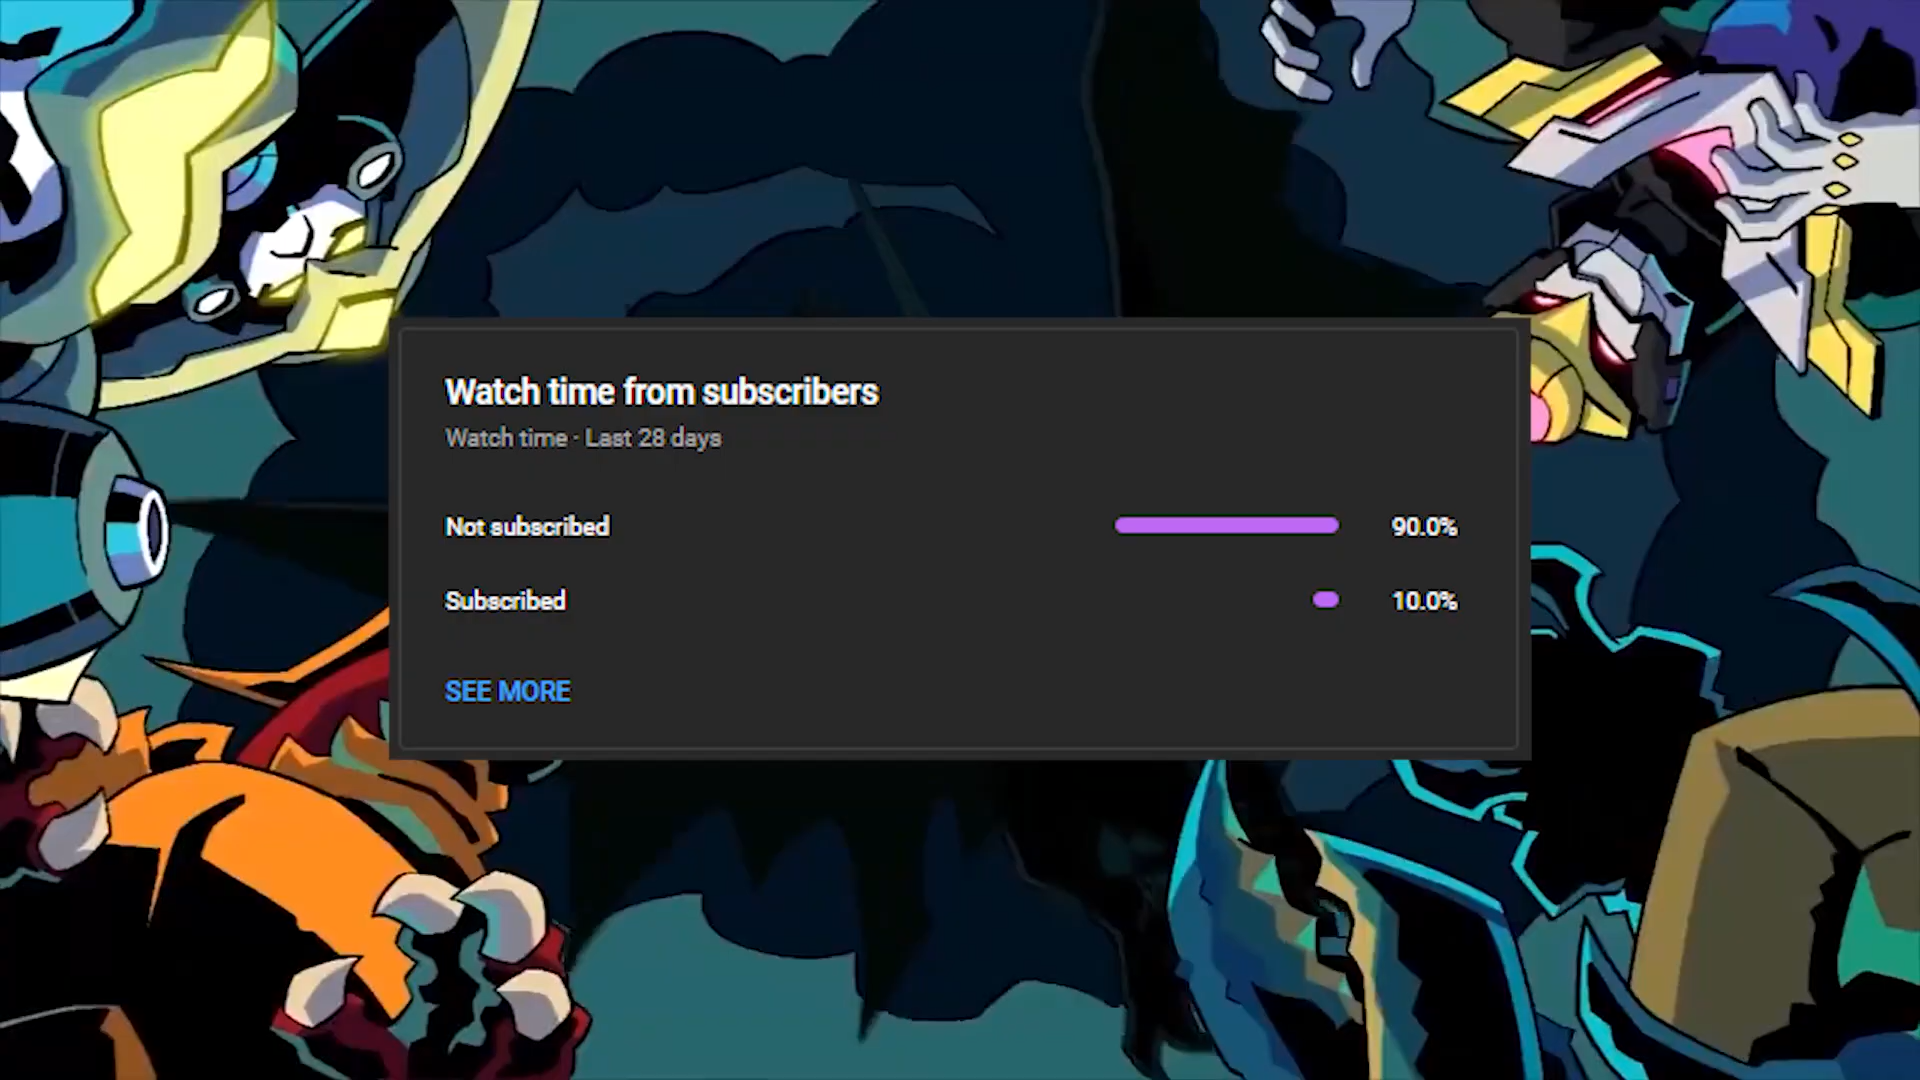 Watch time from subscribers
Watch time · Last 28 days
Not subscribed 90.0%
Subscribed 10.0%
SEE MORE